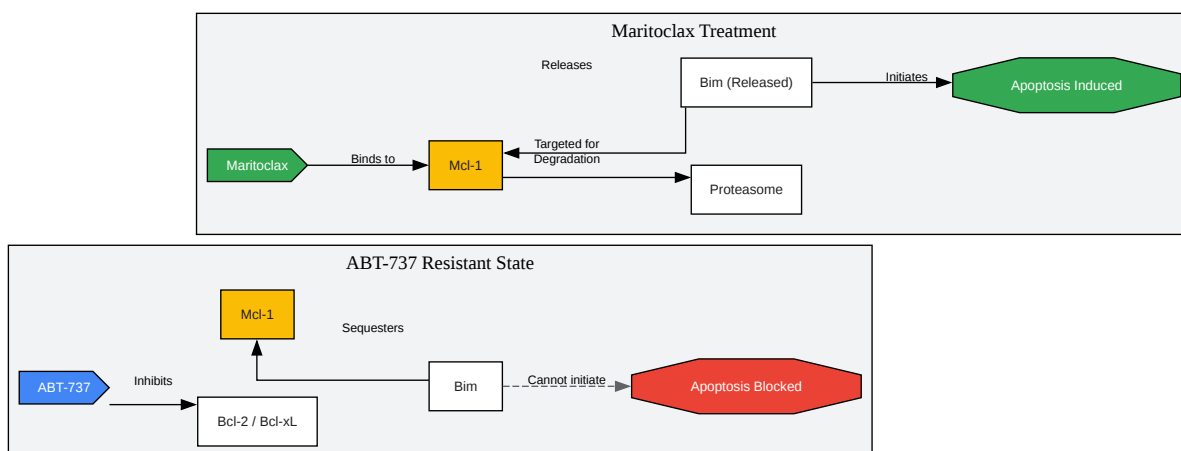 Maritoclax Treatment
Releases
Bim (Released)
Initiates
Apoptosis Induced
Maritoclax
Binds to
Mcl-1
Targeted for
Degradation
Proteasome
ABT-737 Resistant State
Mcl-1
Sequesters
ABT-737
Inhibits
Bcl-2 / Bcl-xL
Bim
Cannot initiate
Apoptosis Blocked